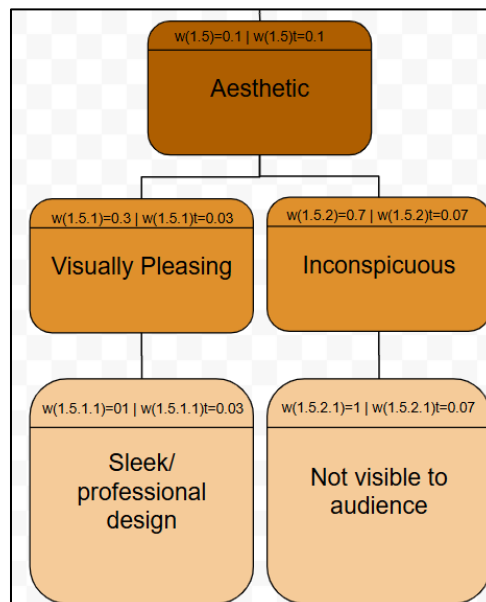 w(1.5)=0.1 | w(1.5)t=0.1
Aesthetic
w(1.5.1)=0.3 | w(1.5.1)t=0.03
Visually Pleasing
w(1.5.2)=0.7 | w(1.5.2)t=0.07
Inconspicuous
w(1.5.1.1)=01 | w(1.5.1.1)t=0.03
Sleek/
professional
design
w(1.5.2.1)=1 | w(1.5.2.1)t=0.07
Not visible to
audience